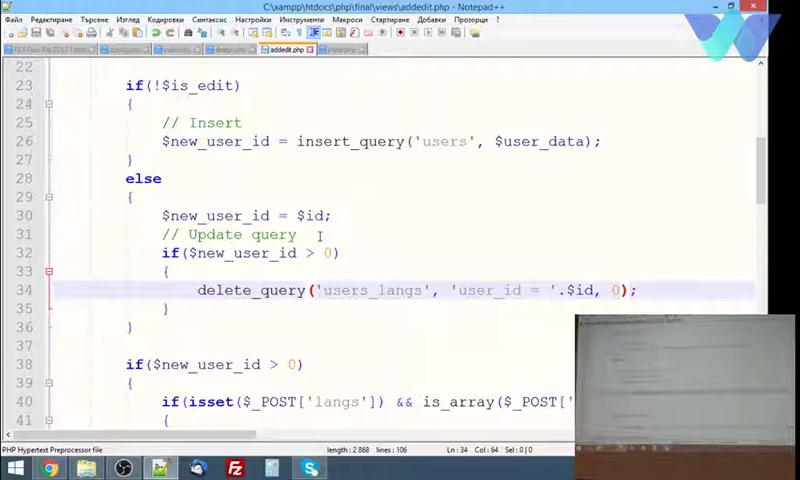 C:\xampp\htdocs\php\final\views\addedit.php - Notepad++
Файл Редактиране Търсене Изглед Кодировка Синтаксис Настройки Инструменти Макроси Стартиране Добавки Прозорци ?
addedit.php
22
23 if(!$is_edit)
24 {
25 // Insert
26 $new_user_id = insert_query('users', $user_data);
27 }
28 else
29 {
30 $new_user_id = $id;
31 // Update query
32 if($new_user_id > 0)
33 {
34 delete_query('users_langs', 'user_id = '.$id, 0);
35 }
36 }
37
38 if($new_user_id > 0)
39 {
40 if(isset($_POST['langs']) && is_array($_POST['
41 {
PHP Hypertext Preprocessor file length : 2 868 lines : 106 Ln : 34 Col : 64 Sel : 0 | 0